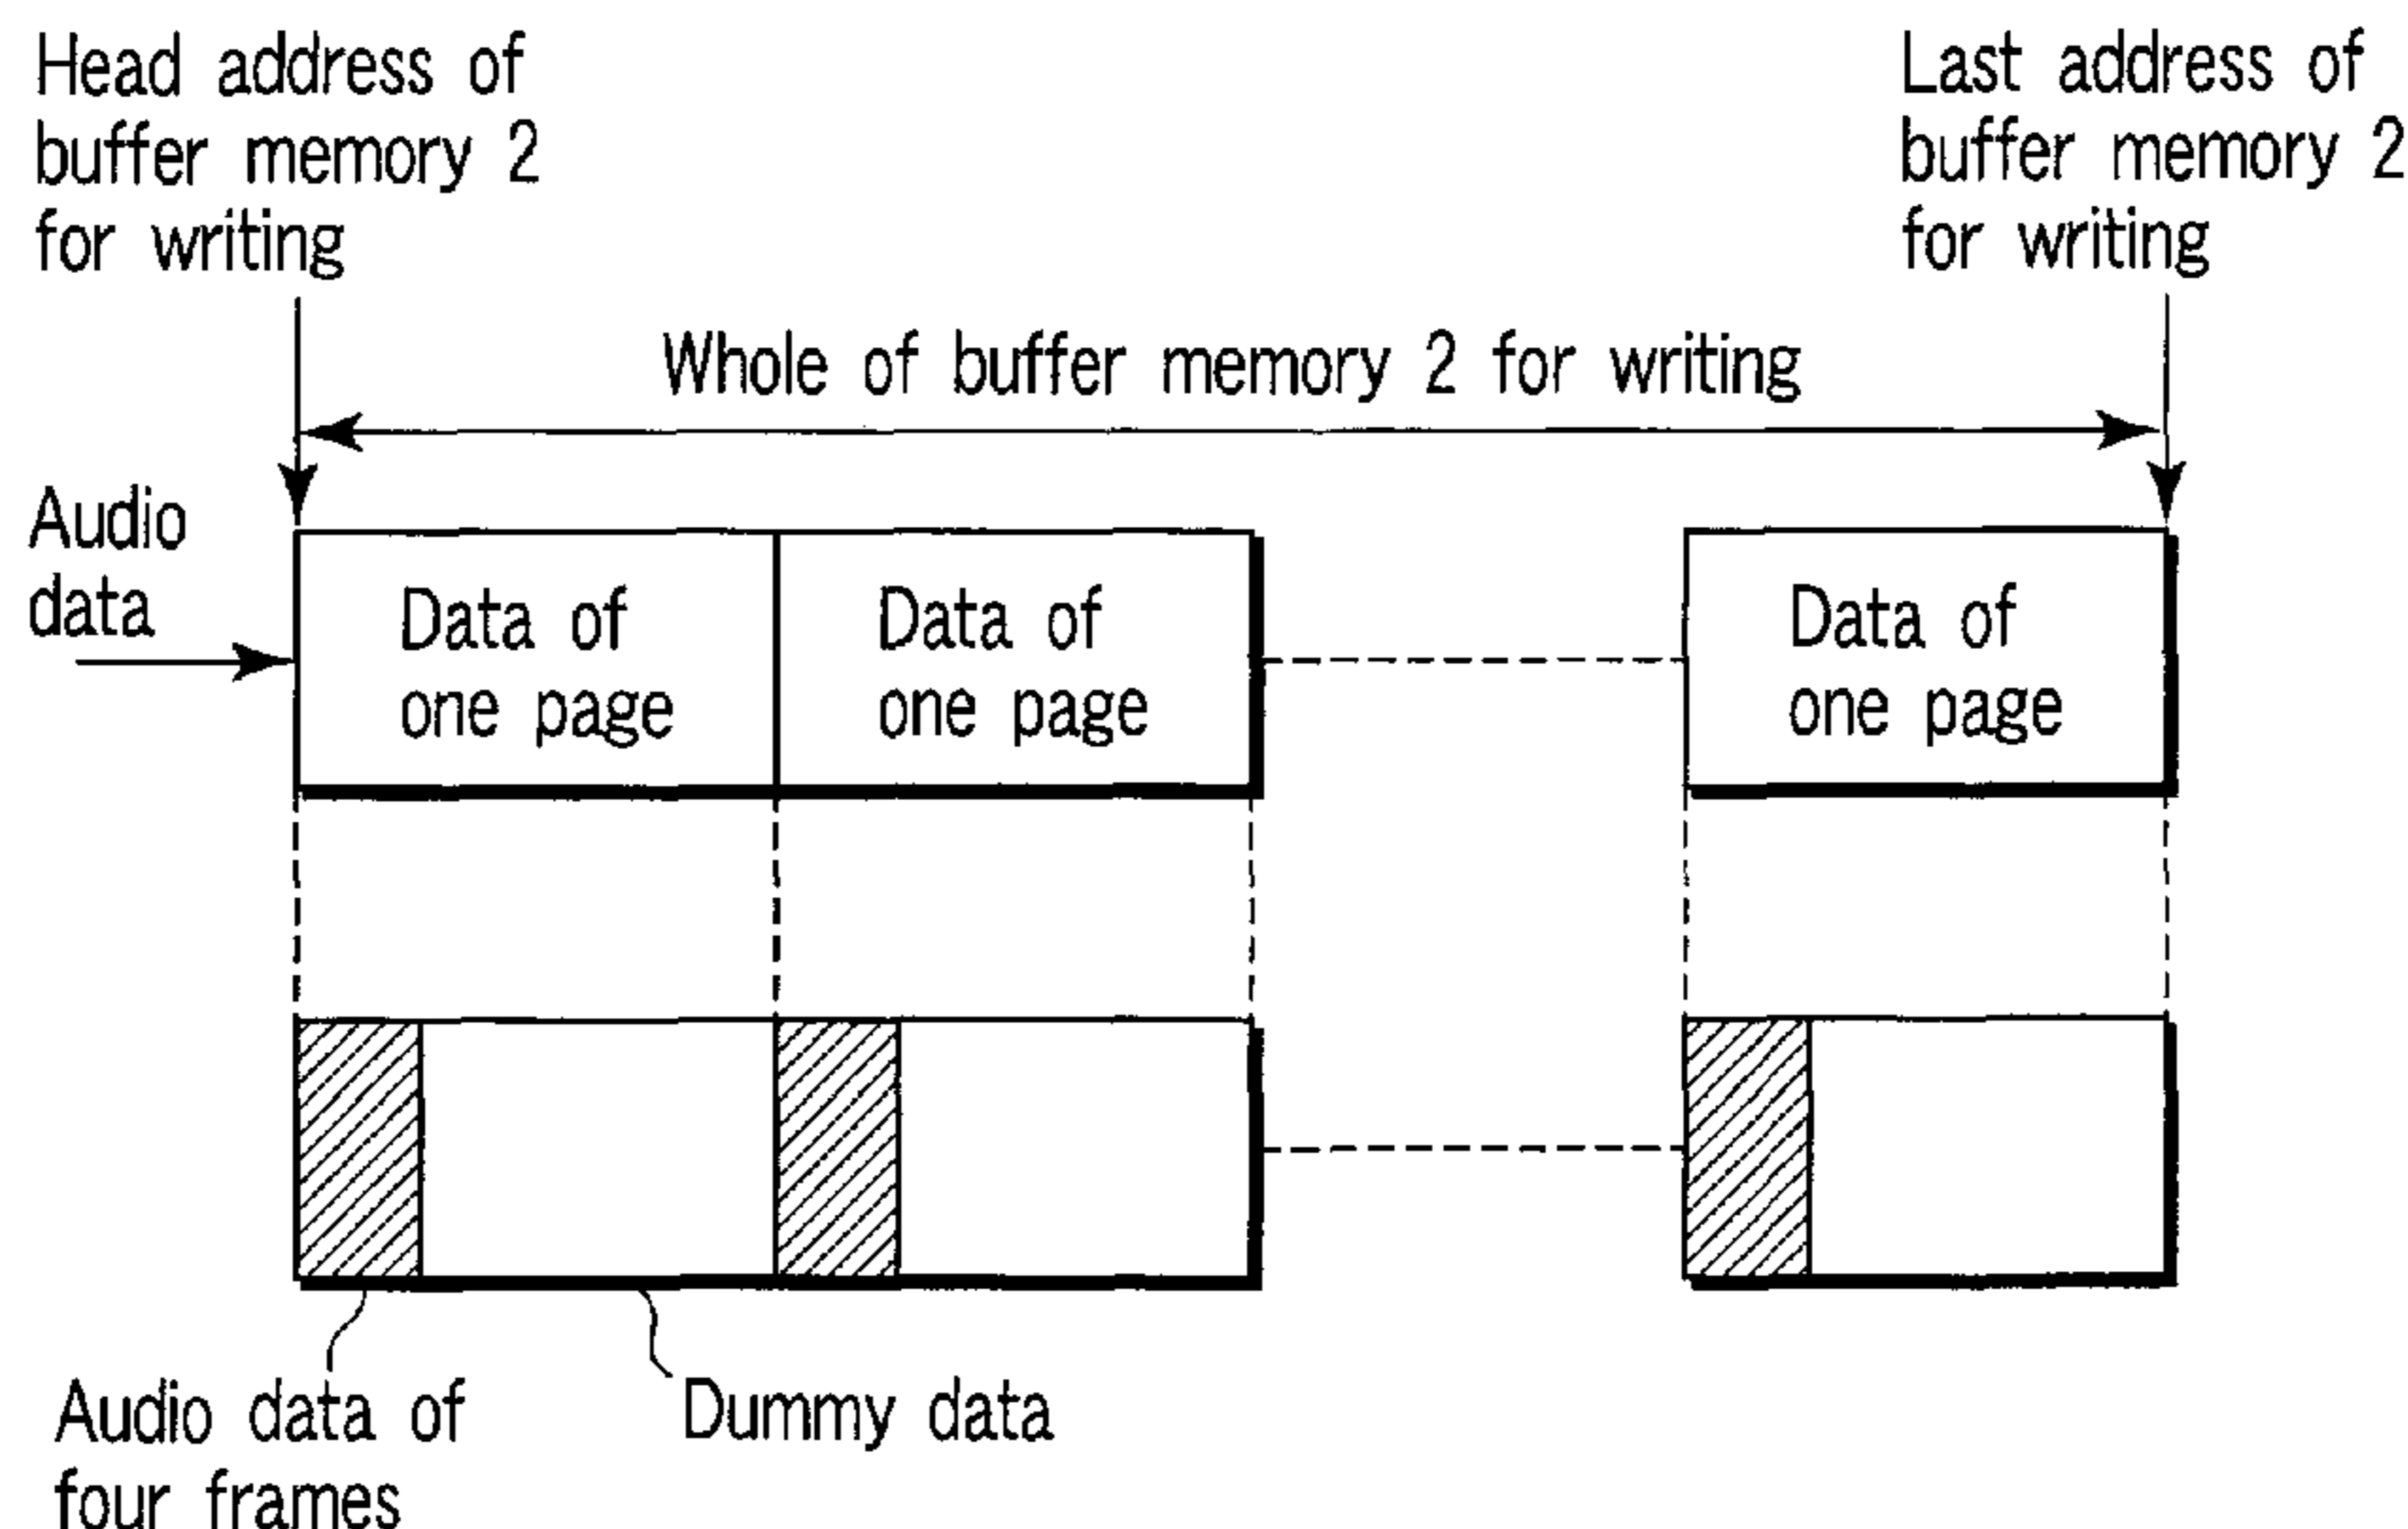 Head address of
buffer memory 2
for writing
Last address of
buffer memory 2
for writing
Whole of buffer memory 2 for writing
Audio
data
Data of
one page
Data of
one page
Data of
one page
Audio data of
four frames
Dummy data